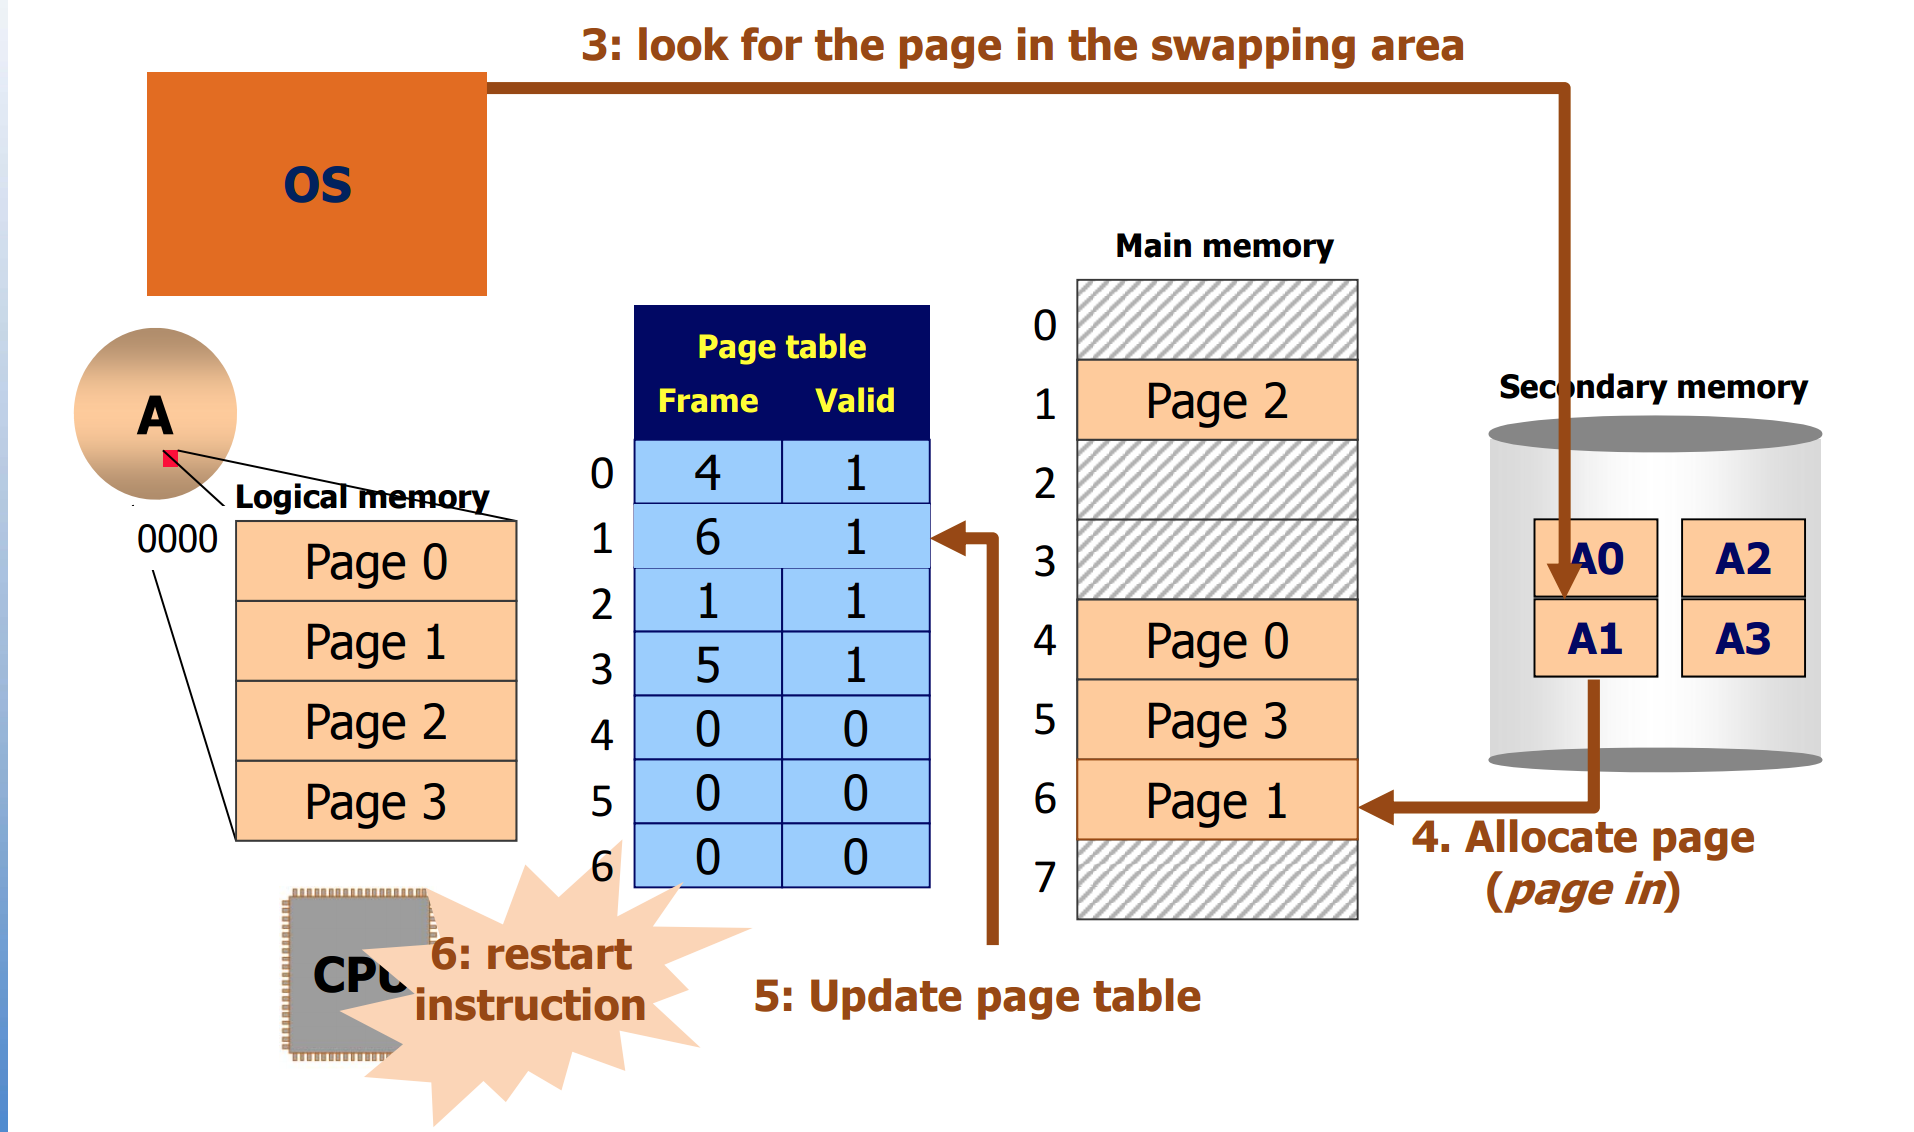 3: look for the page in the swapping area
OS
Main memory
Page table
Frame Valid
Secondary memory
A
Logical memory
0000
Page 0
Page 1
Page 2
Page 3
0 4 1
1 6 1
2 1 1
3 5 1
4 0 0
5 0 0
6 0 0
0
1 Page 2
2
3
4 Page 0
5 Page 3
6 Page 1
7
A0 A2
A1 A3
4. Allocate page
(page in)
CPU
6: restart
instruction
5: Update page table